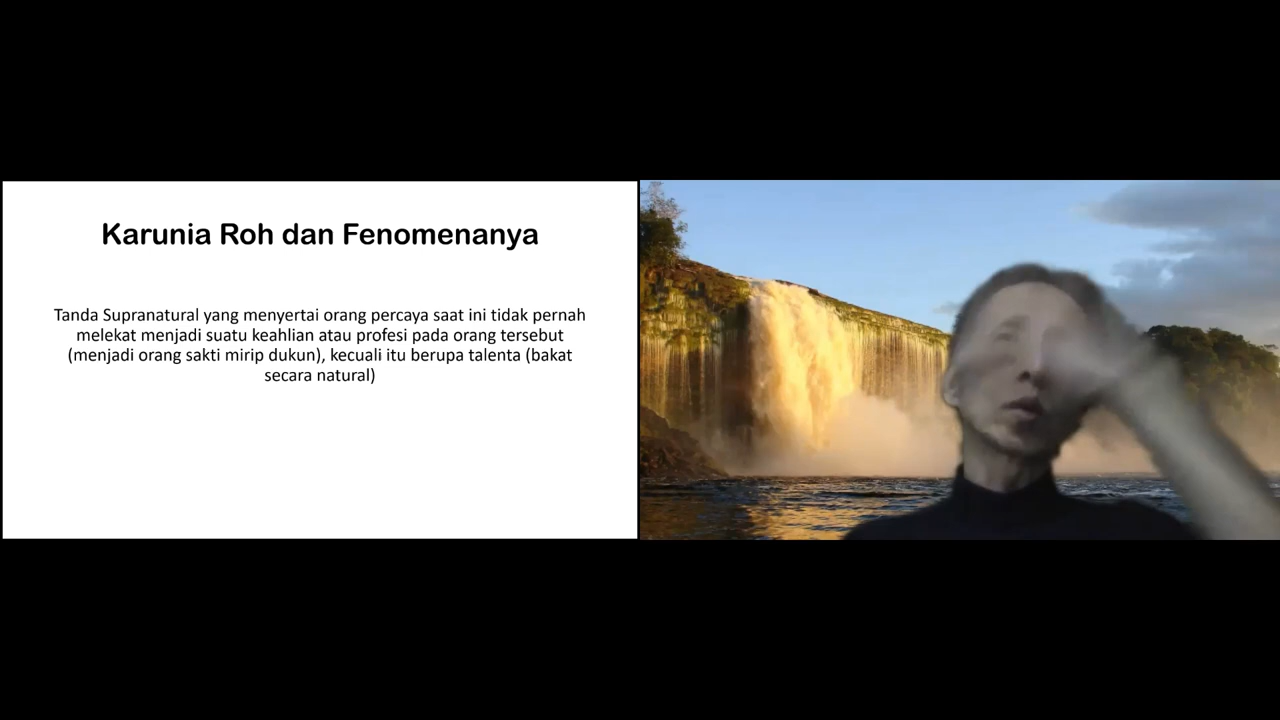 Karunia Roh dan Fenomenanya
Tanda Supranatural yang menyertai orang percaya saat ini tidak pernah
melekat menjadi suatu keahlian atau profesi pada orang tersebut
(menjadi orang sakti mirip dukun), kecuali itu berupa talenta (bakat
secara natural)